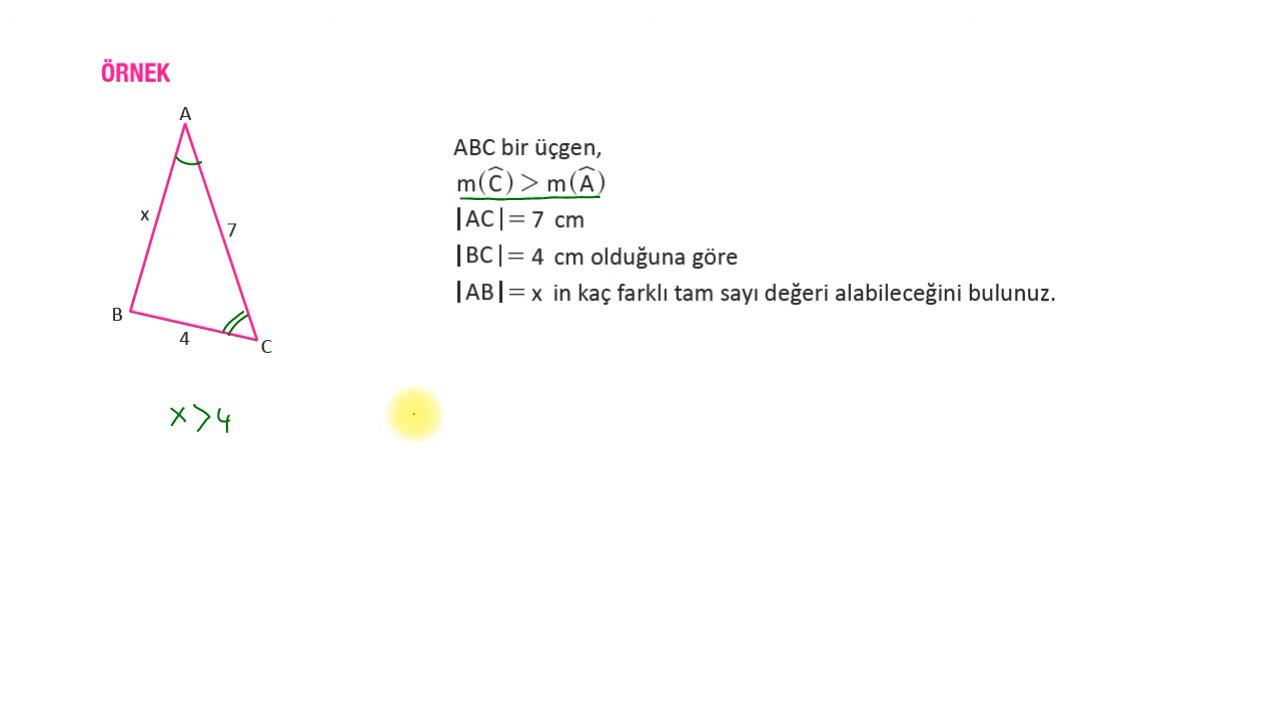 ÖRNEK
A
x
7
B
4
C
ABC bir üçgen,
m(Ĉ) > m(Â)
|AC| = 7 cm
|BC| = 4 cm olduğuna göre
|AB| = x in kaç farklı tam sayı değeri alabileceğini bulunuz.
x > 4